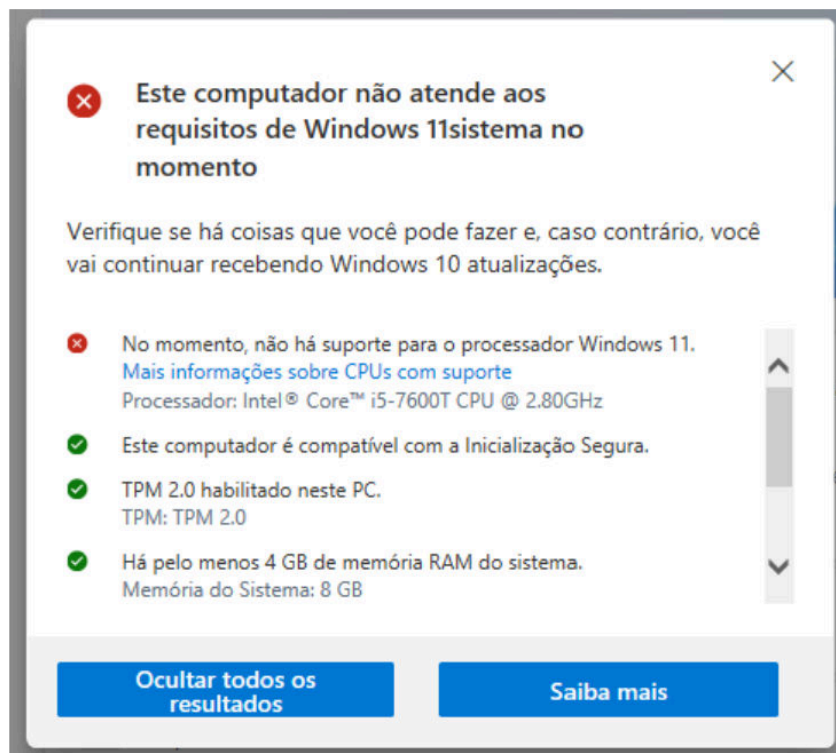 Este computador não atende aos
requisitos de Windows 11sistema no
momento
Verifique se há coisas que você pode fazer e, caso contrário, você
vai continuar recebendo Windows 10 atualizações.
No momento, não há suporte para o processador Windows 11.
Mais informações sobre CPUs com suporte
Processador: Intel® Core™ i5-7600T CPU @ 2.80GHz
Este computador é compatível com a Inicialização Segura.
TPM 2.0 habilitado neste PC.
TPM: TPM 2.0
Há pelo menos 4 GB de memória RAM do sistema.
Memória do Sistema: 8 GB
Ocultar todos os
resultados
Saiba mais